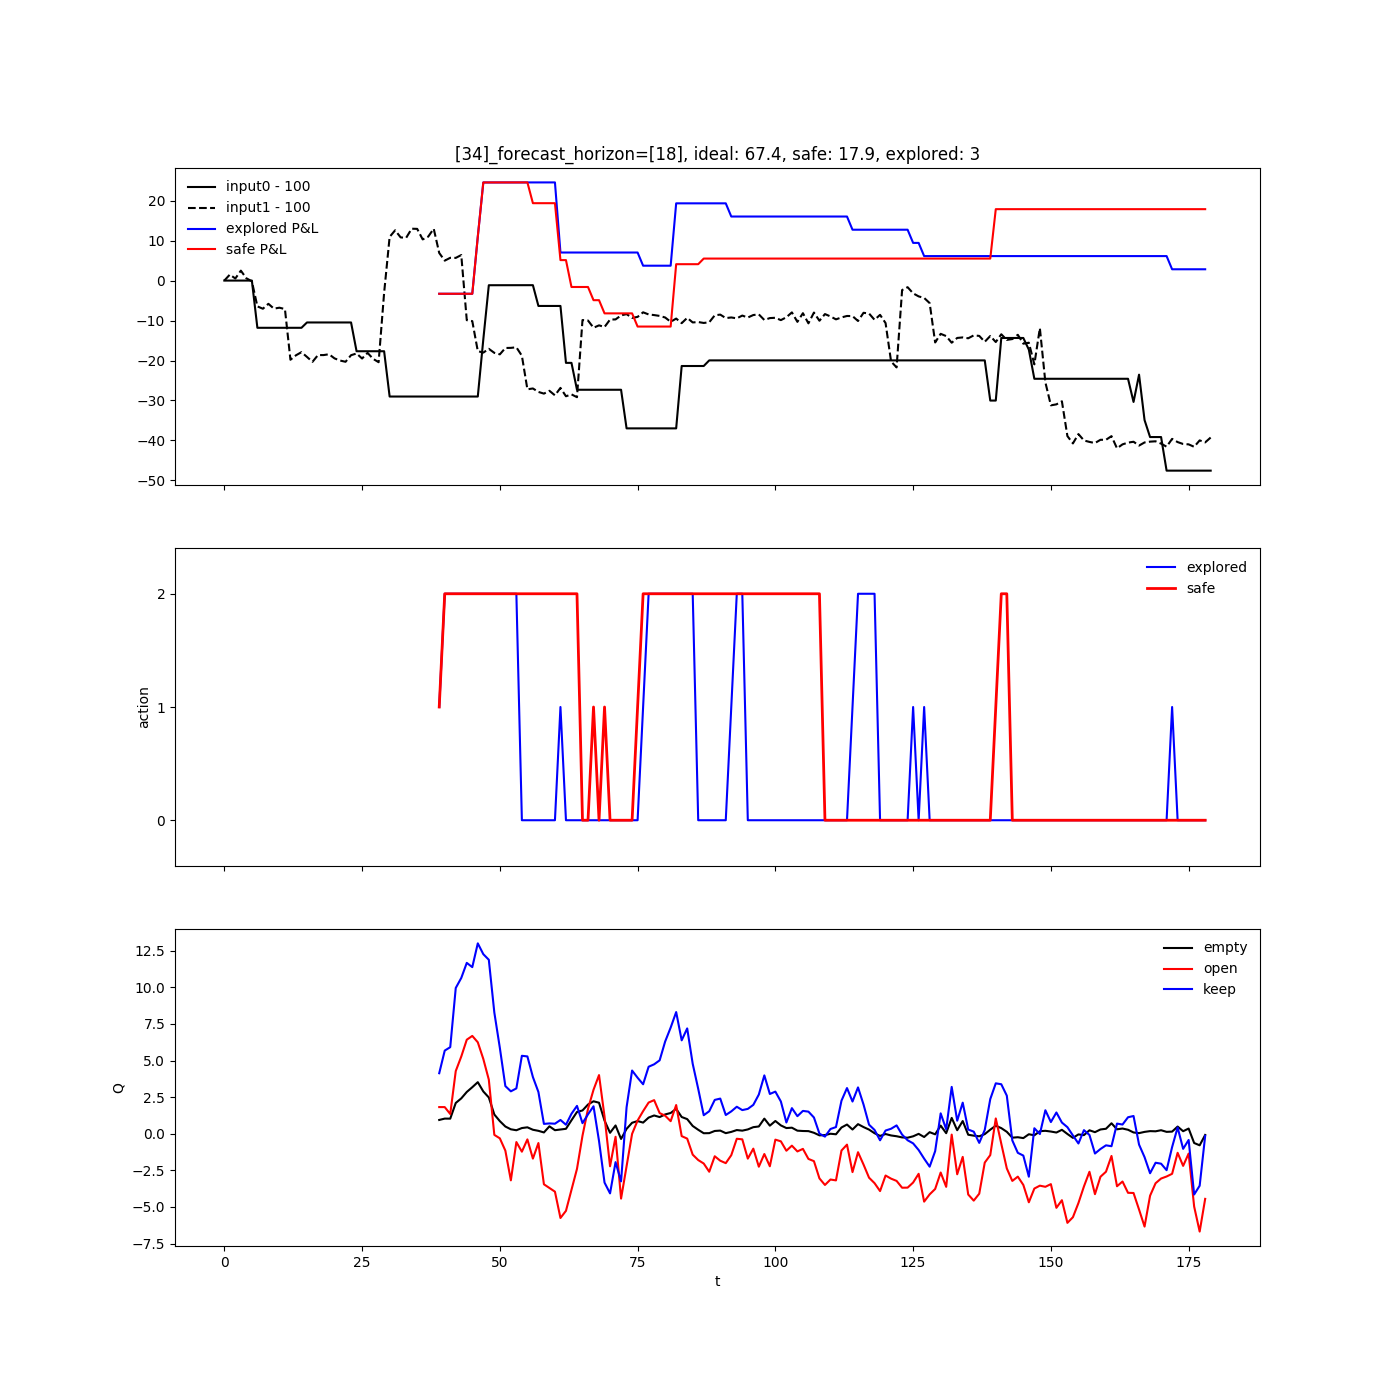 [34]_forecast_horizon=[18], ideal: 67.4, safe: 17.9, explored: 3
input0 - 100
input1 - 100
explored P&L
safe P&L
20
10
0
−10
−20
−30
−40
−50
explored
safe
2
1
0
action
empty
open
keep
12.5
10.0
7.5
5.0
2.5
0.0
−2.5
−5.0
−7.5
Q
0 25 50 75 100 125 150 175
t